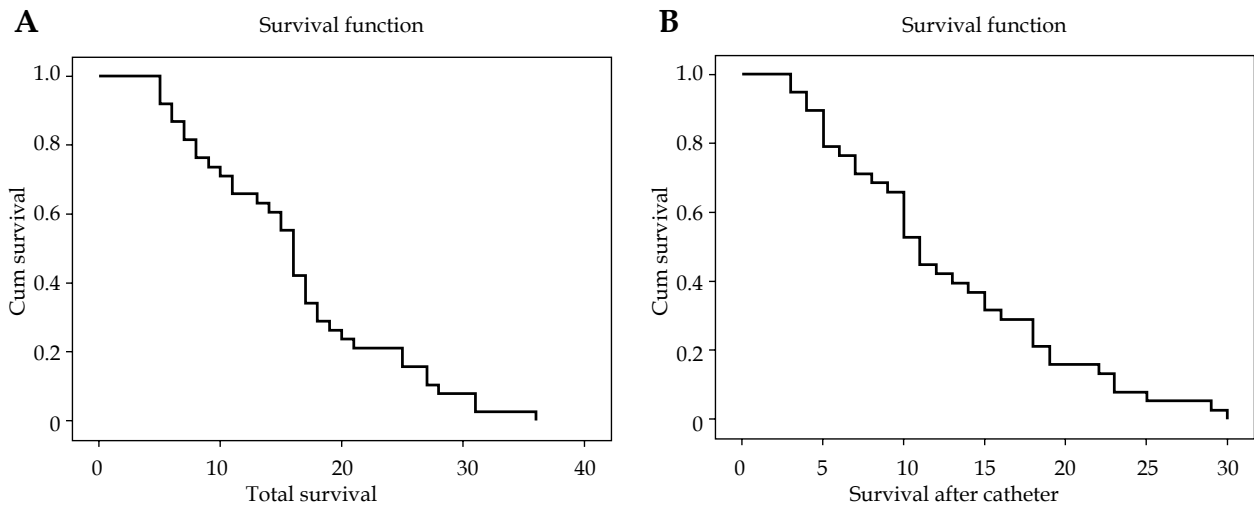 A
Survival function
1.0
0.8
0.6
0.4
0.2
0
Cum survival
0 10 20 30 40
Total survival
B
Survival function
1.0
0.8
0.6
0.4
0.2
0
Cum survival
0 5 10 15 20 25 30
Survival after catheter